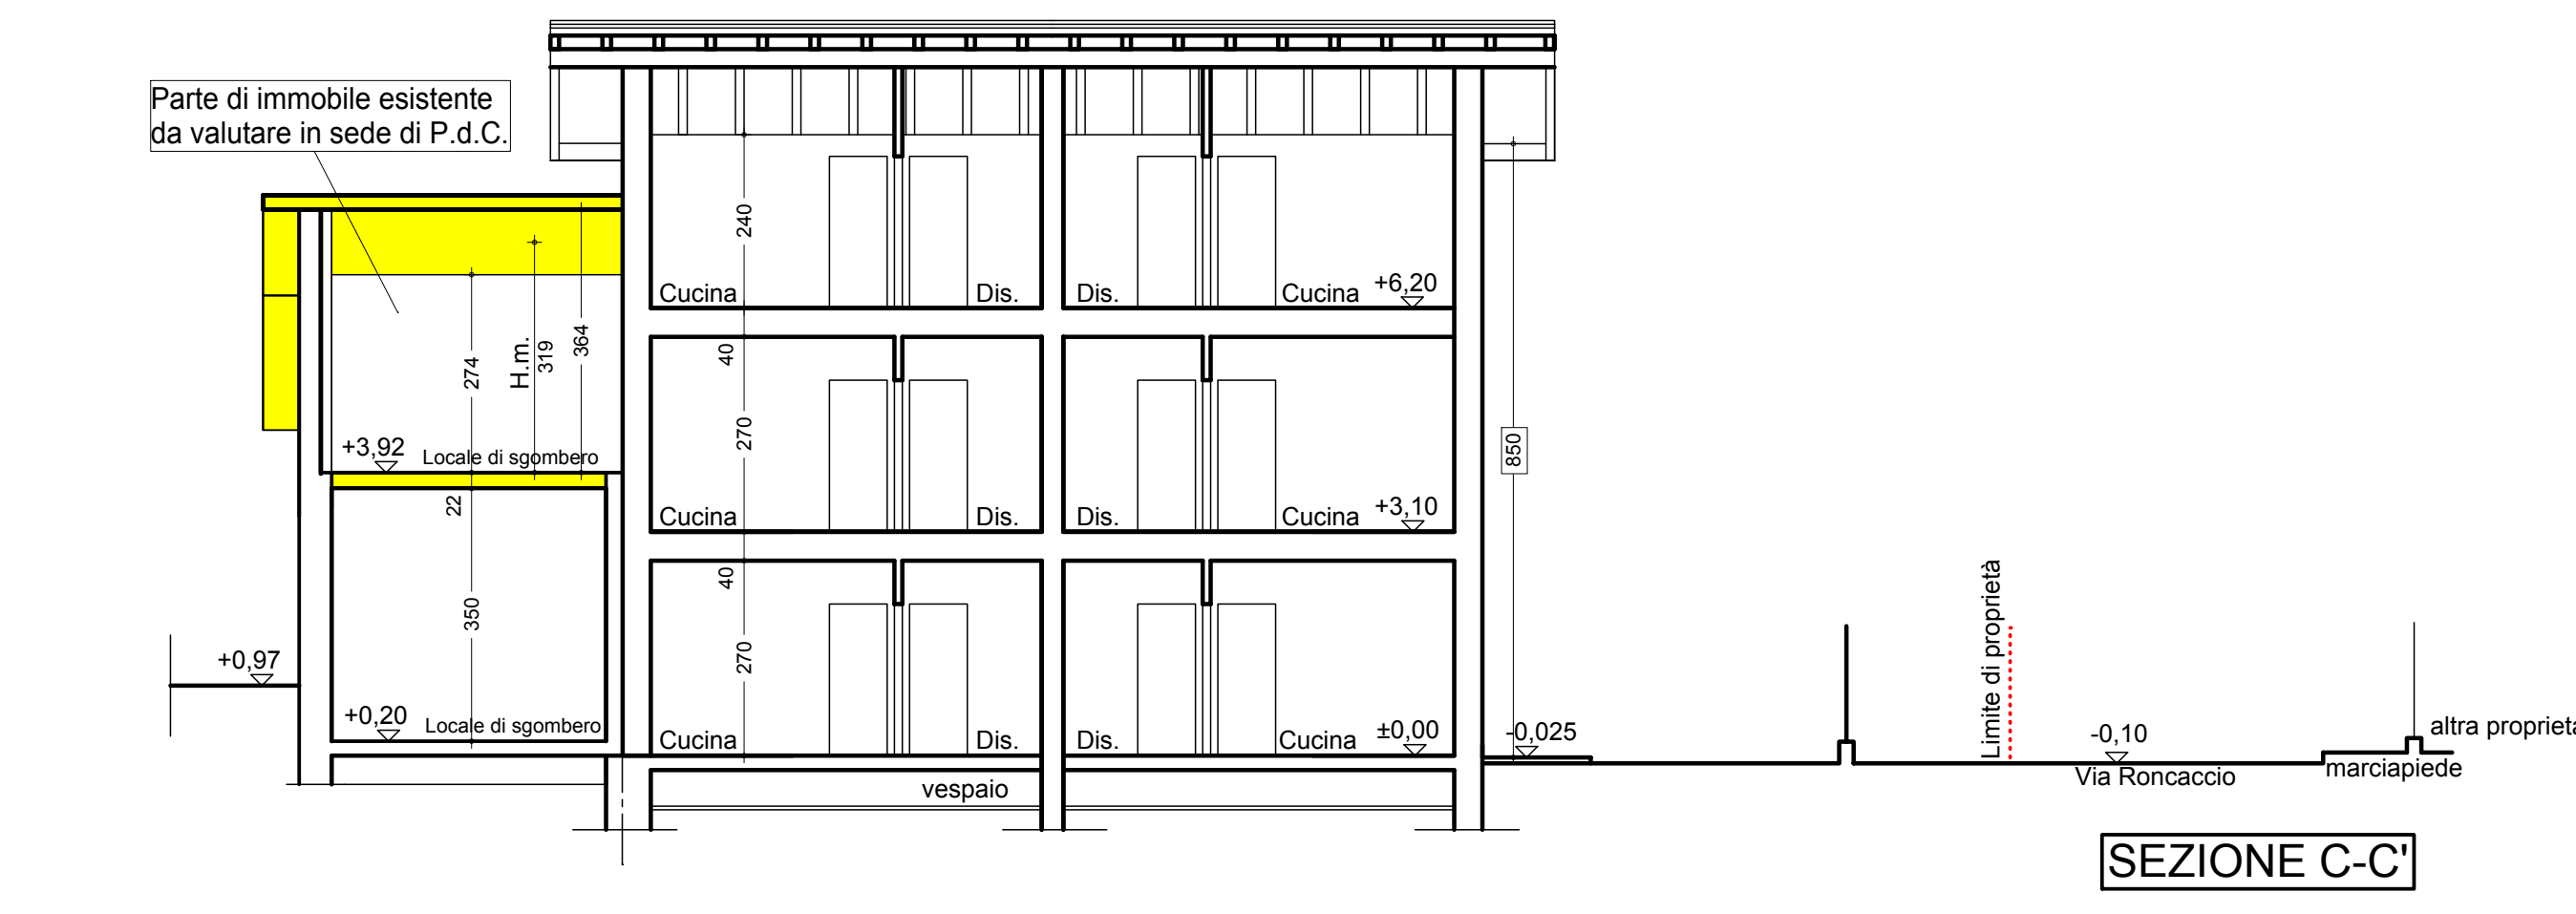 Parte di immobile esistente
da valutare in sede di P.d.C.
240
Cucina
Dis.
Dis.
Cucina
+6,20
274
H.m.
319
364
40
270
850
+3,92
Locale di sgombero
22
Cucina
Dis.
Dis.
Cucina
+3,10
40
350
270
+0,97
+0,20
Locale di sgombero
Cucina
Dis.
Dis.
Cucina
±0,00
-0,025
Limite di proprietà
-0,10
Via Roncaccio
altra proprietà
marciapiede
vespaio
SEZIONE C-C'